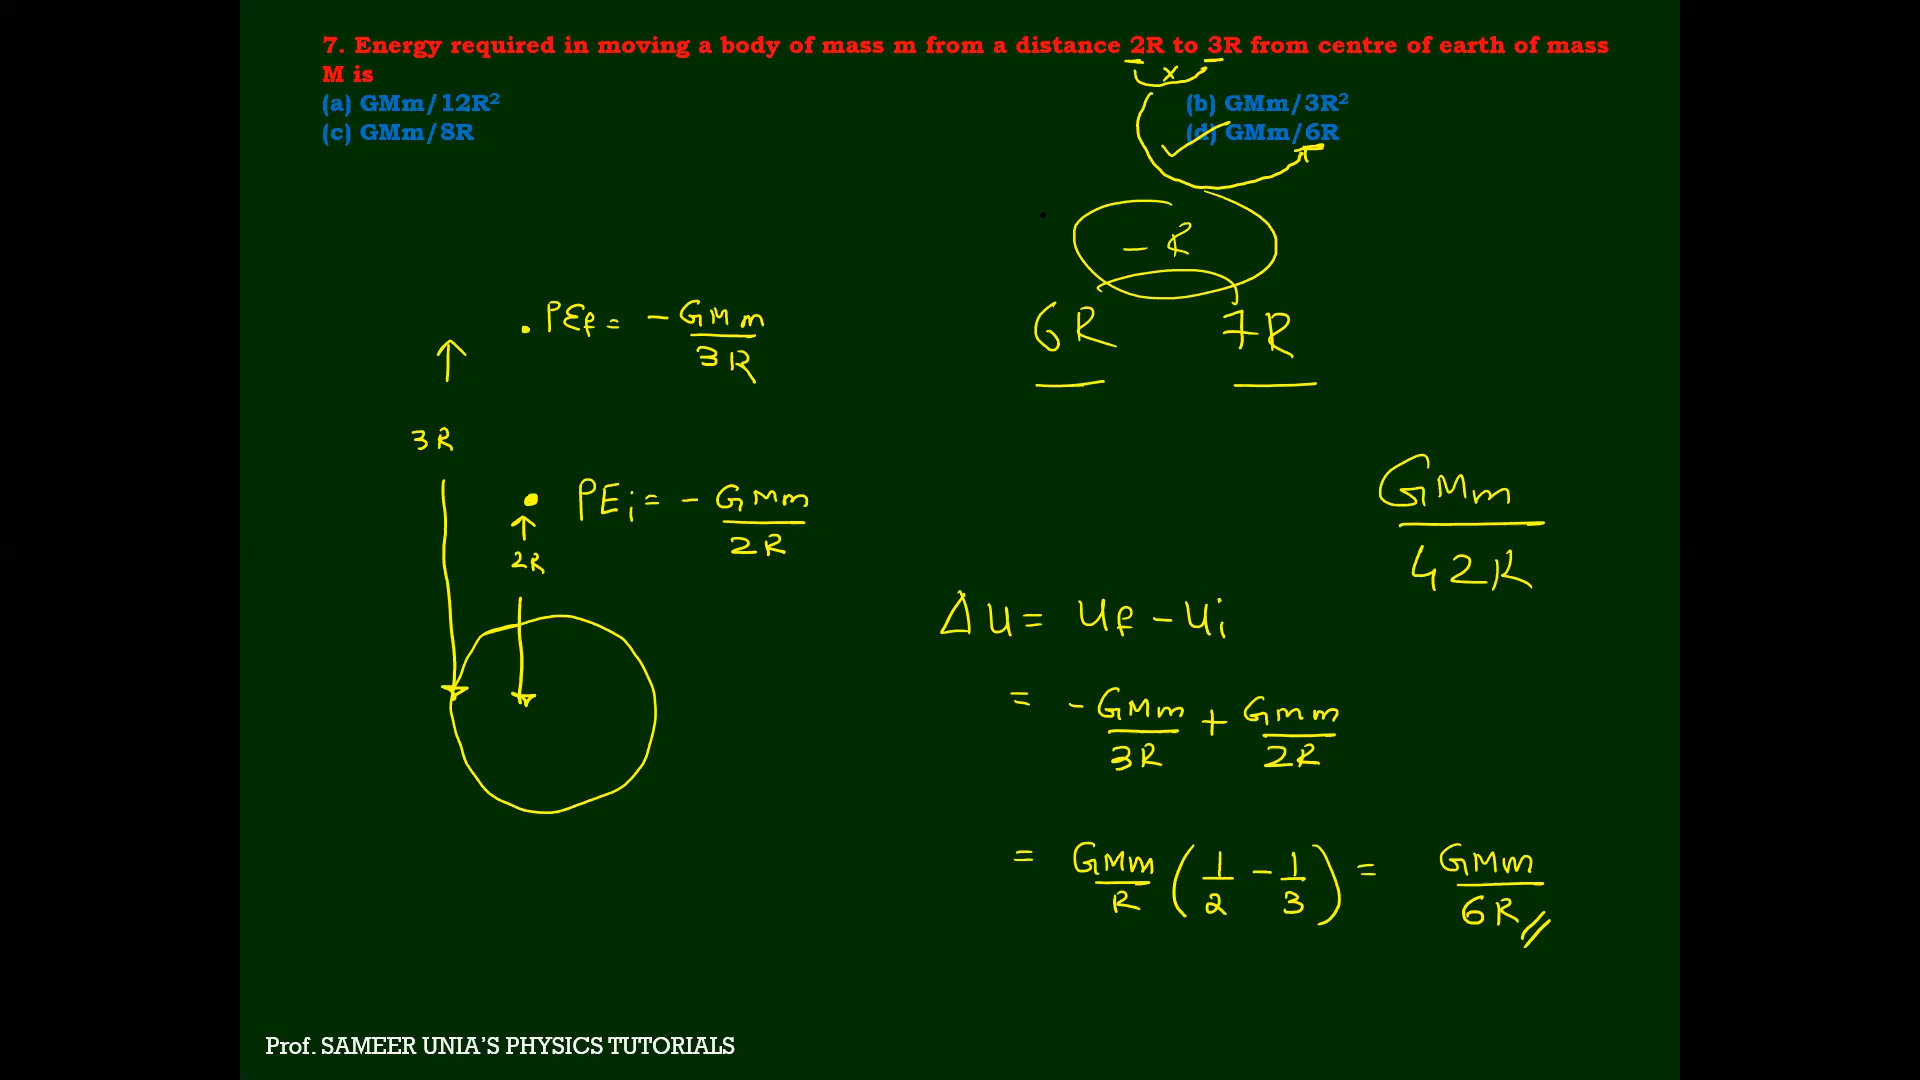 7. Energy required in moving a body of mass m from a distance 2R to 3R from centre of earth of mass
M is
(a) GMm/12R² (b) GMm/3R²
(c) GMm/8R (d) GMm/6R
x
- R
6R 7R
PEf = - GMm/3R
3R
PEi = - GMm/2R
2R
GMm/42R
ΔU = Uf - Ui
= - GMm/3R + GMm/2R
= GMm/R (1/2 - 1/3) = GMm/6R
Prof. SAMEER UNIA'S PHYSICS TUTORIALS